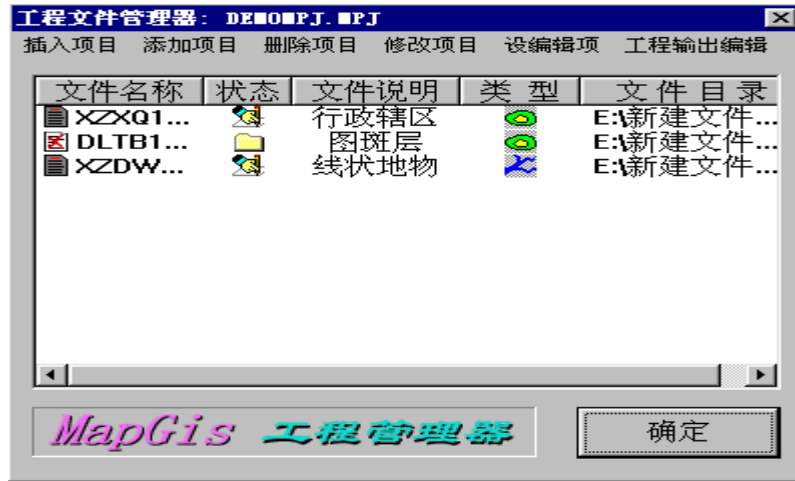 工程文件管理器: DEMOMPJ.MPJ
插入项目 添加项目 删除项目 修改项目 设编辑项 工程输出编辑
文件名称 状态 文件说明 类 型 文 件 目 录
XZXQ1... 行政辖区 E:\新建文件...
DLTB1... 图斑层 E:\新建文件...
XZDW... 线状地物 E:\新建文件...
MapGis 工程管理器 确定